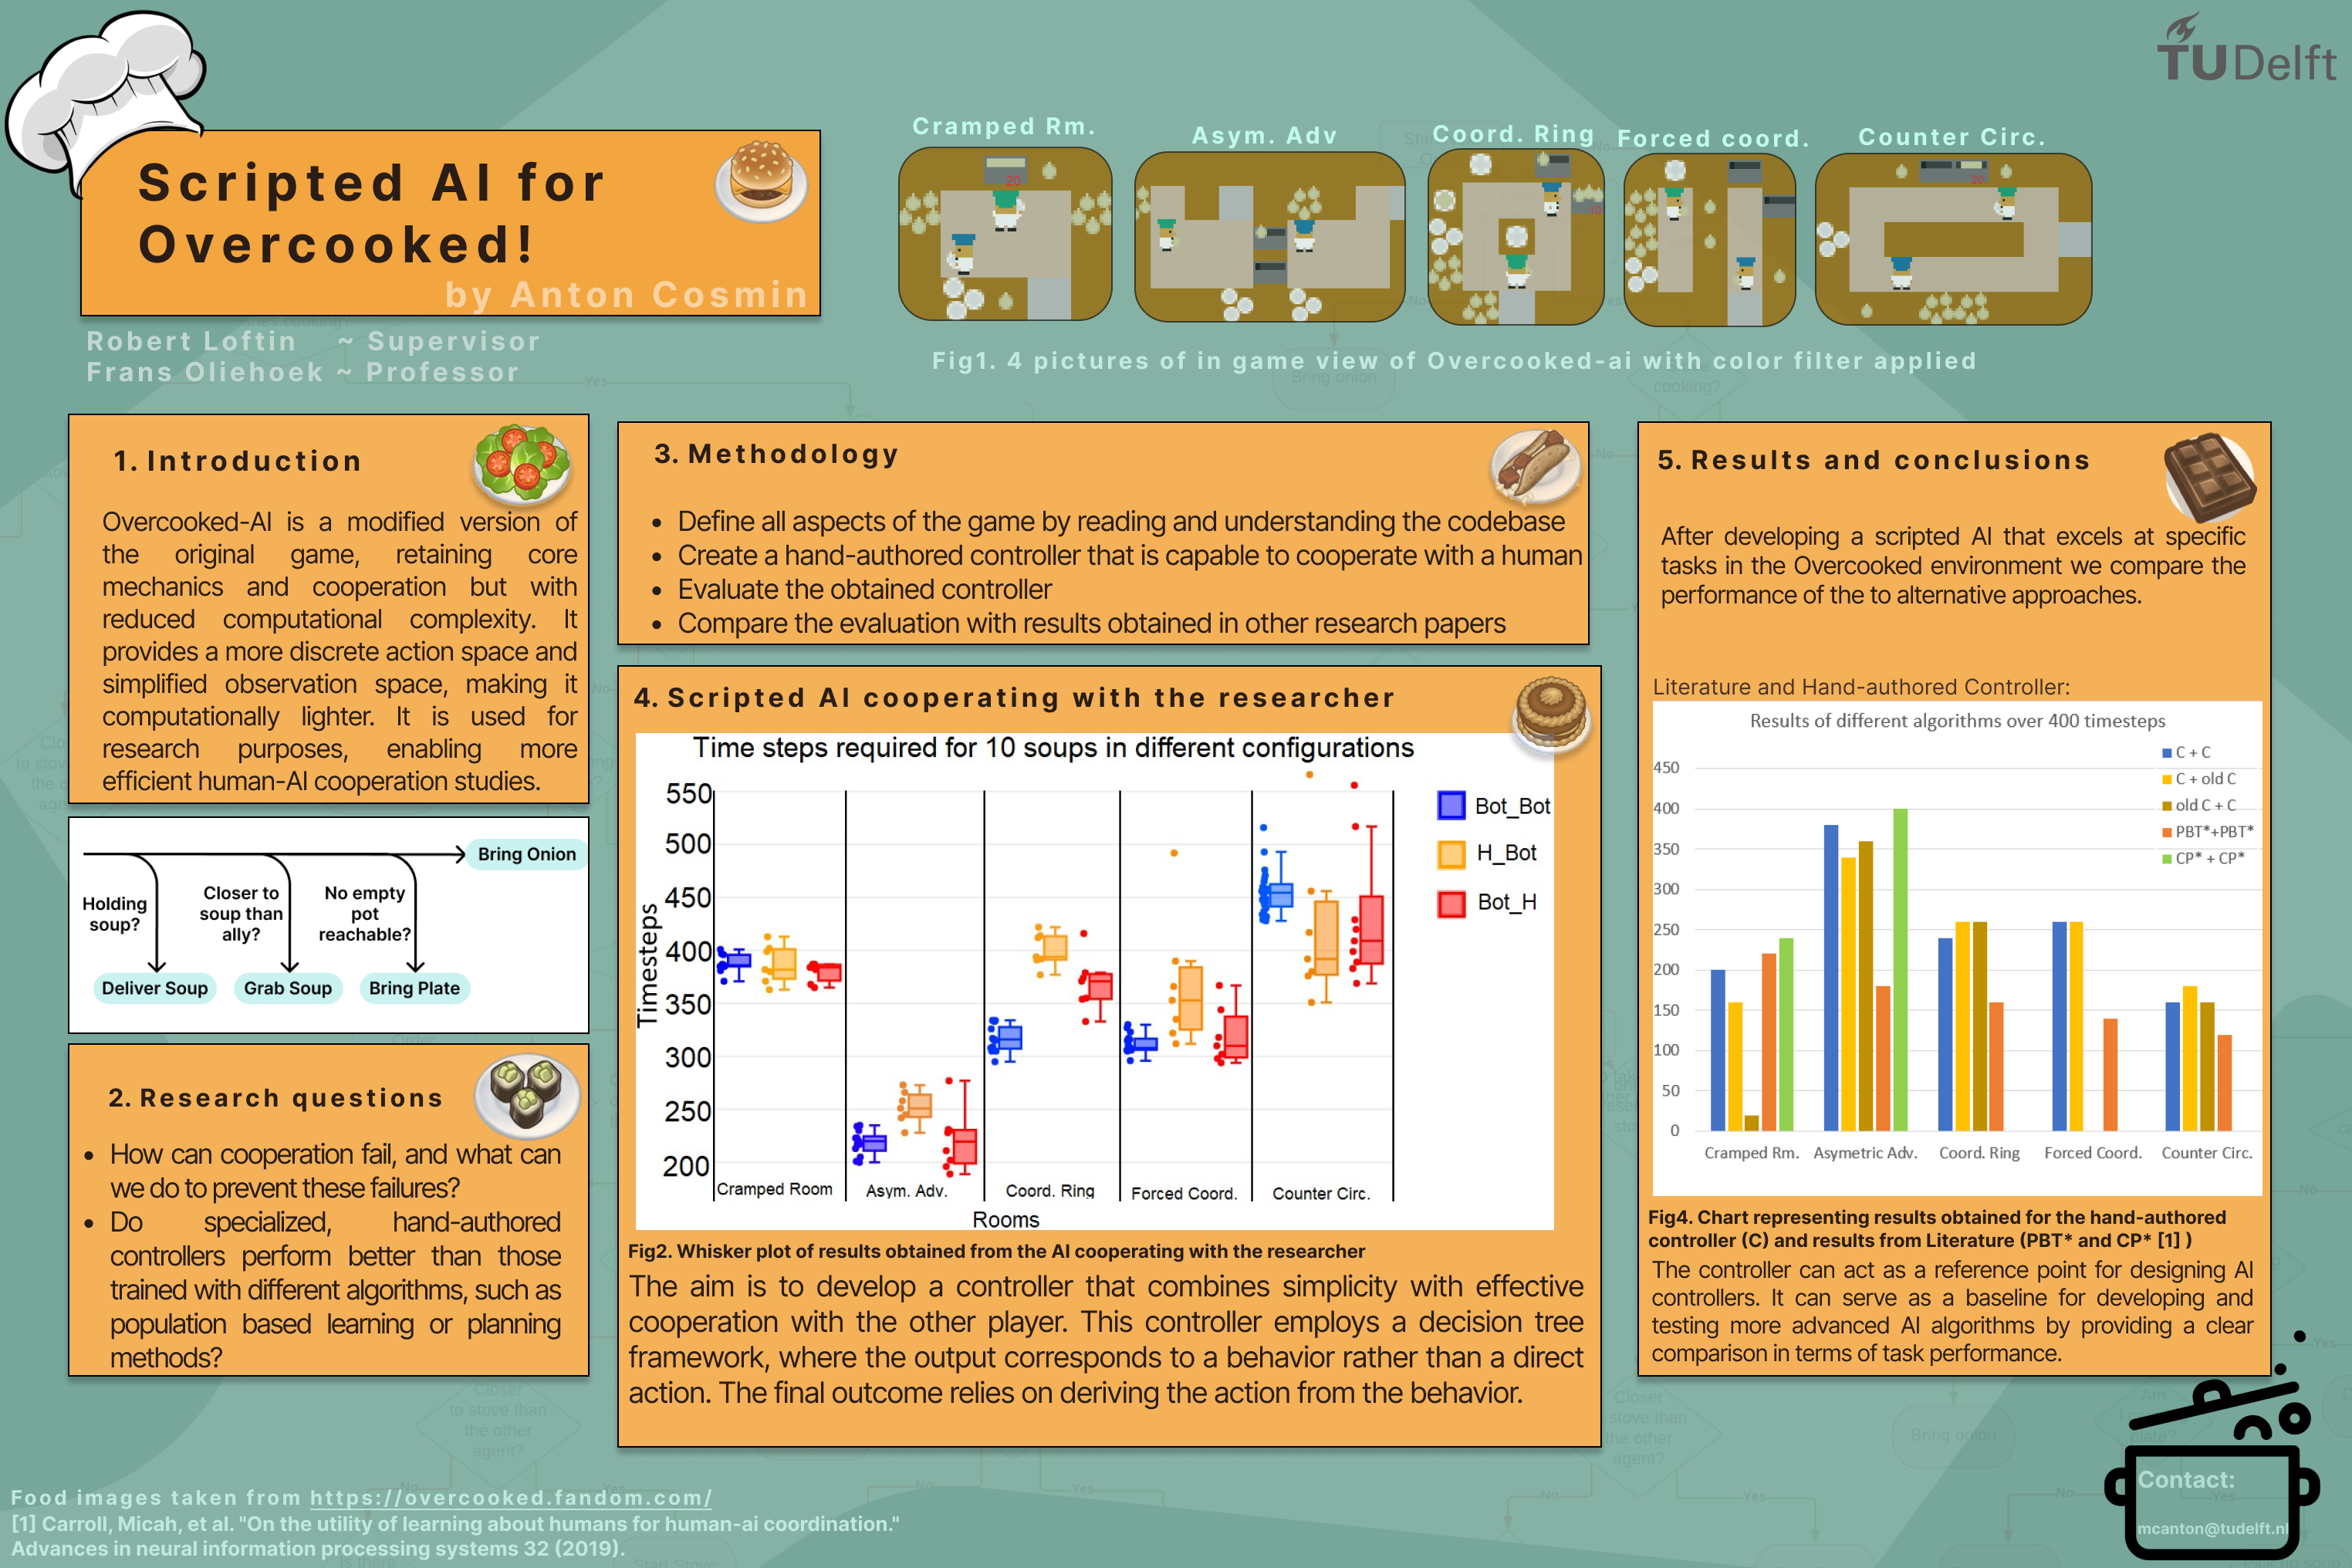 TUDelft
Scripted AI for
Overcooked!
by Anton Cosmin
Robert Loftin ~ Supervisor
Frans Oliehoek ~ Professor
Cramped Rm.
Asym. Adv
Coord. Ring
Forced coord.
Counter Circ.
20
10
20
Fig1. 4 pictures of in game view of Overcooked-ai with color filter applied
1. Introduction
Overcooked-AI is a modified version of
the original game, retaining core
mechanics and cooperation but with
reduced computational complexity. It
provides a more discrete action space and
simplified observation space, making it
computationally lighter. It is used for
research purposes, enabling more
efficient human-AI cooperation studies.
Bring Onion
Holding
soup?
Closer to
soup than
ally?
No empty
pot
reachable?
Deliver Soup
Grab Soup
Bring Plate
2. Research questions
• How can cooperation fail, and what can
we do to prevent these failures?
• Do specialized, hand-authored
controllers perform better than those
trained with different algorithms, such as
population based learning or planning
methods?
3. Methodology
• Define all aspects of the game by reading and understanding the codebase
• Create a hand-authored controller that is capable to cooperate with a human
• Evaluate the obtained controller
• Compare the evaluation with results obtained in other research papers
4. Scripted AI cooperating with the researcher
Time steps required for 10 soups in different configurations
Timesteps
550
500
450
400
350
300
250
200
Bot_Bot
H_Bot
Bot_H
Cramped Room
Asym. Adv.
Coord. Ring
Forced Coord.
Counter Circ.
Rooms
Fig2. Whisker plot of results obtained from the AI cooperating with the researcher
The aim is to develop a controller that combines simplicity with effective
cooperation with the other player. This controller employs a decision tree
framework, where the output corresponds to a behavior rather than a direct
action. The final outcome relies on deriving the action from the behavior.
5. Results and conclusions
After developing a scripted AI that excels at specific
tasks in the Overcooked environment we compare the
performance of the to alternative approaches.
Literature and Hand-authored Controller:
Results of different algorithms over 400 timesteps
C + C
C + old C
old C + C
PBT*+PBT*
CP* + CP*
450
400
350
300
250
200
150
100
50
0
Cramped Rm.
Asymetric Adv.
Coord. Ring
Forced Coord.
Counter Circ.
Fig4. Chart representing results obtained for the hand-authored
controller (C) and results from Literature (PBT* and CP* [1] )
The controller can act as a reference point for designing AI
controllers. It can serve as a baseline for developing and
testing more advanced AI algorithms by providing a clear
comparison in terms of task performance.
Contact:
mcanton@tudelft.nl
Food images taken from https://overcooked.fandom.com/
[1] Carroll, Micah, et al. "On the utility of learning about humans for human-ai coordination."
Advances in neural information processing systems 32 (2019).